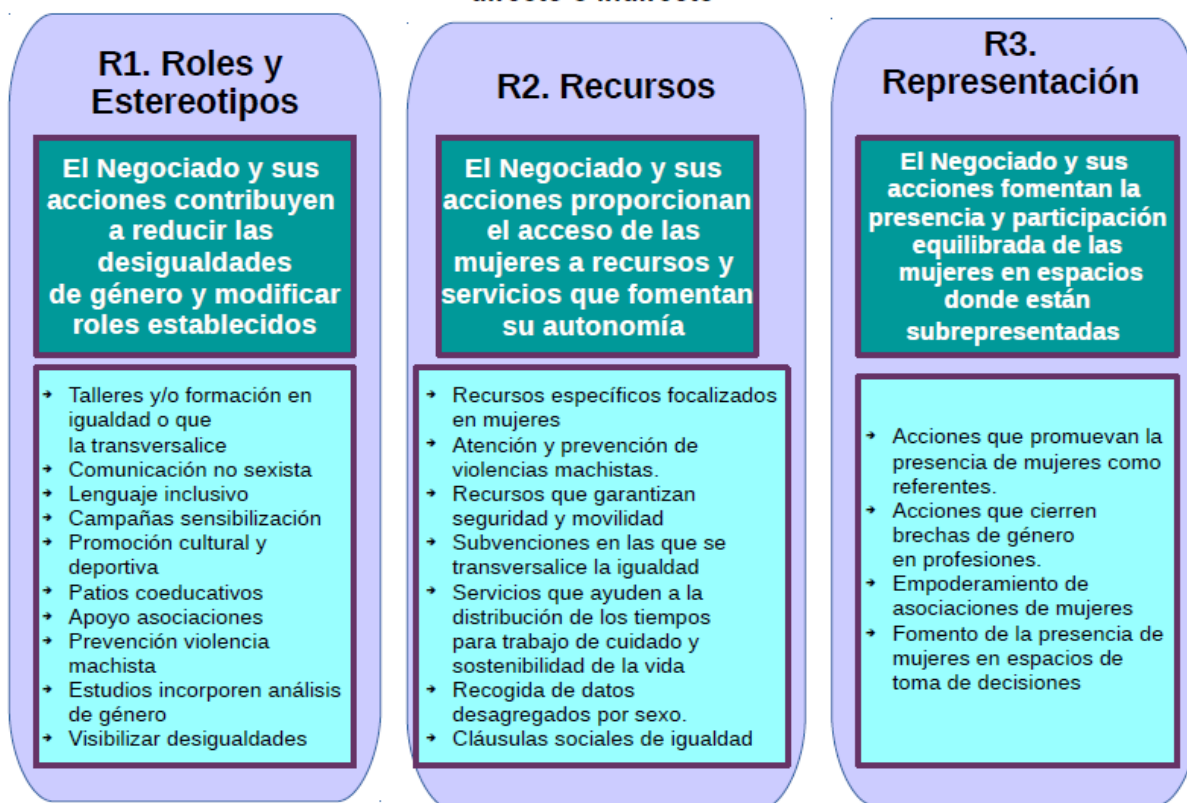 R1. Roles y
Estereotipos
El Negociado y sus
acciones contribuyen
a reducir las
desigualdades
de género y modificar
roles establecidos
Talleres y/o formación en
igualdad o que
la transversalice
Comunicación no sexista
Lenguaje inclusivo
Campañas sensibilización
Promoción cultural y
deportiva
Patios coeducativos
Apoyo asociaciones
Prevención violencia
machista
Estudios incorporen análisis
de género
Visibilizar desigualdades
R2. Recursos
El Negociado y sus
acciones proporcionan
el acceso de las
mujeres a recursos y
servicios que fomentan
su autonomía
Recursos específicos focalizados
en mujeres
Atención y prevención de
violencias machistas.
Recursos que garantizan
seguridad y movilidad
Subvenciones en las que se
transversalice la igualdad
Servicios que ayuden a la
distribución de los tiempos
para trabajo de cuidado y
sostenibilidad de la vida
Recogida de datos
desagregados por sexo.
Cláusulas sociales de igualdad
R3.
Representación
El Negociado y sus
acciones fomentan la
presencia y participación
equilibrada de las
mujeres en espacios
donde están
subrepresentadas
Acciones que promuevan la
presencia de mujeres como
referentes.
Acciones que cierren
brechas de género
en profesiones.
Empoderamiento de
asociaciones de mujeres
Fomento de la presencia de
mujeres en espacios de
toma de decisiones